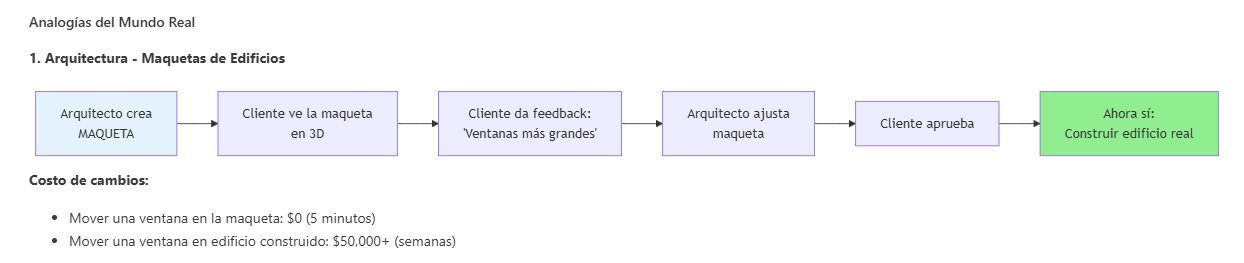 Analogías del Mundo Real
1. Arquitectura - Maquetas de Edificios
Arquitecto crea
MAQUETA
Cliente ve la maqueta
en 3D
Cliente da feedback:
'Ventanas más grandes'
Arquitecto ajusta
maqueta
Cliente aprueba
Ahora sí:
Construir edificio real
Costo de cambios:
• Mover una ventana en la maqueta: $0 (5 minutos)
• Mover una ventana en edificio construido: $50,000+ (semanas)